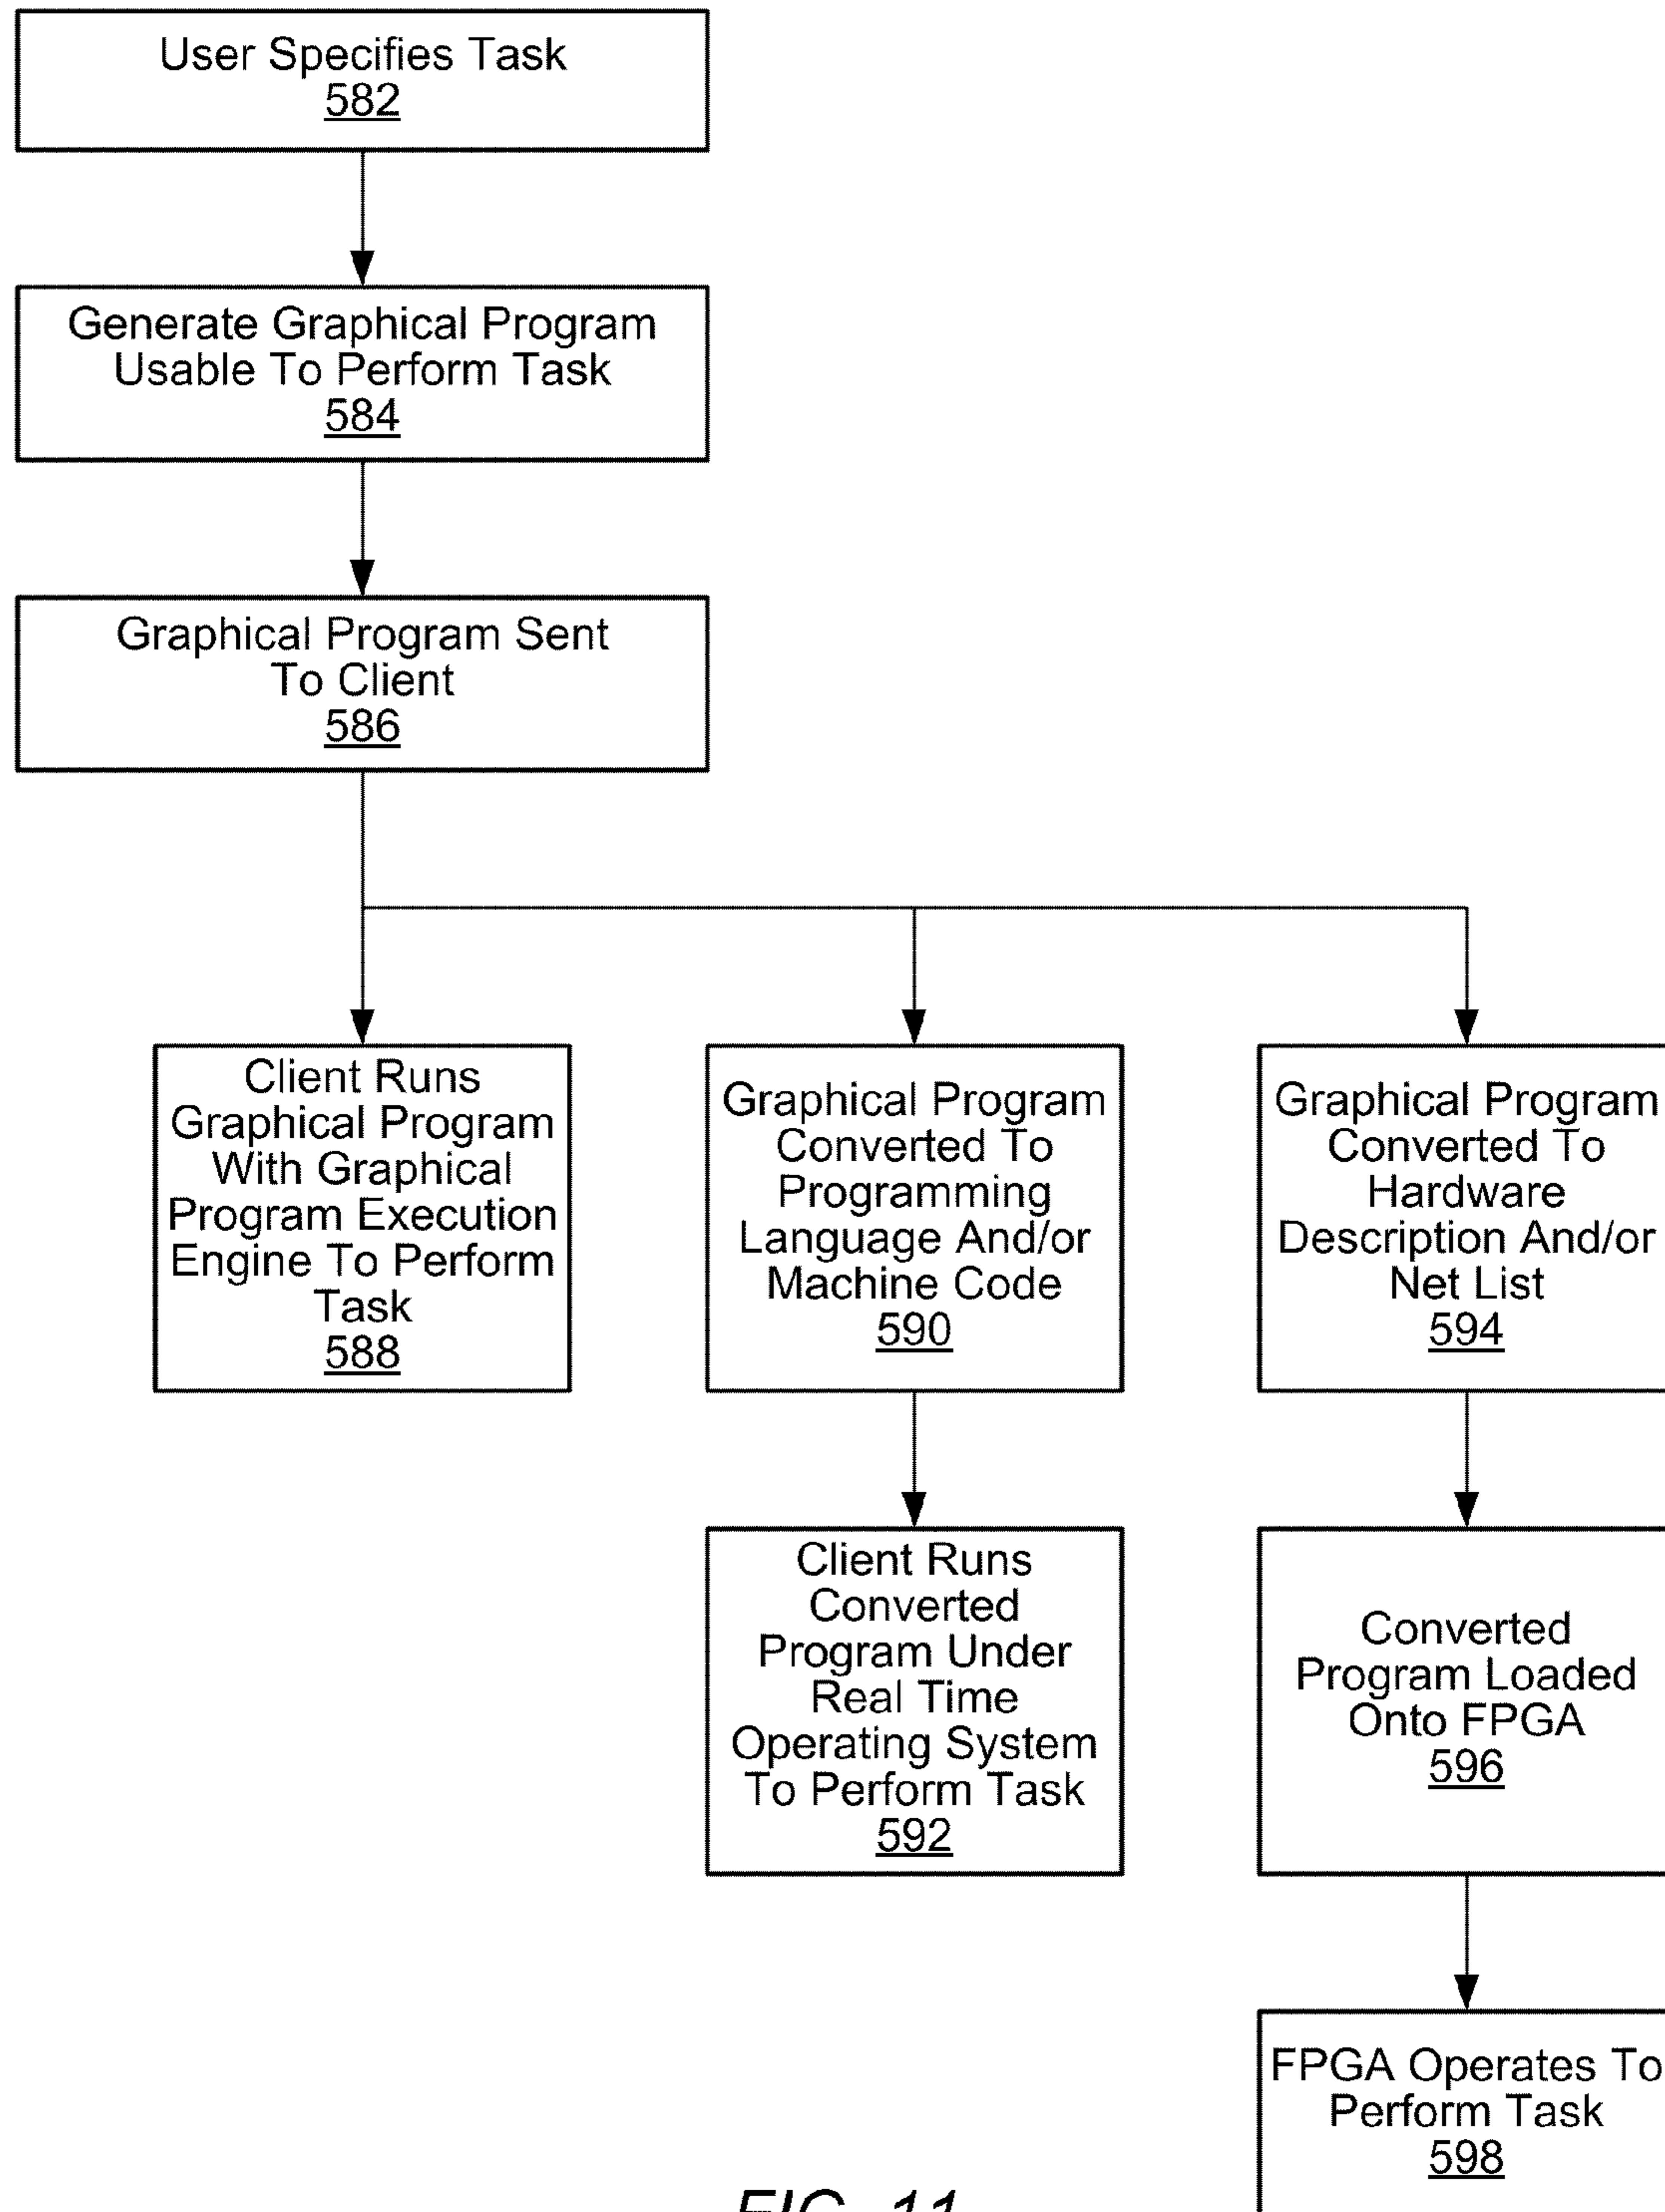 User Specifies Task
582
Generate Graphical Program
Usable To Perform Task
584
Graphical Program Sent
To Client
586
Client Runs
Graphical Program
With Graphical
Program Execution
Engine To Perform
Task
588
Graphical Program
Converted To
Programming
Language And/or
Machine Code
590
Graphical Program
Converted To
Hardware
Description And/or
Net List
594
Client Runs
Converted
Program Under
Real Time
Operating System
To Perform Task
592
Converted
Program Loaded
Onto FPGA
596
FPGA Operates To
Perform Task
598
FIG. 11